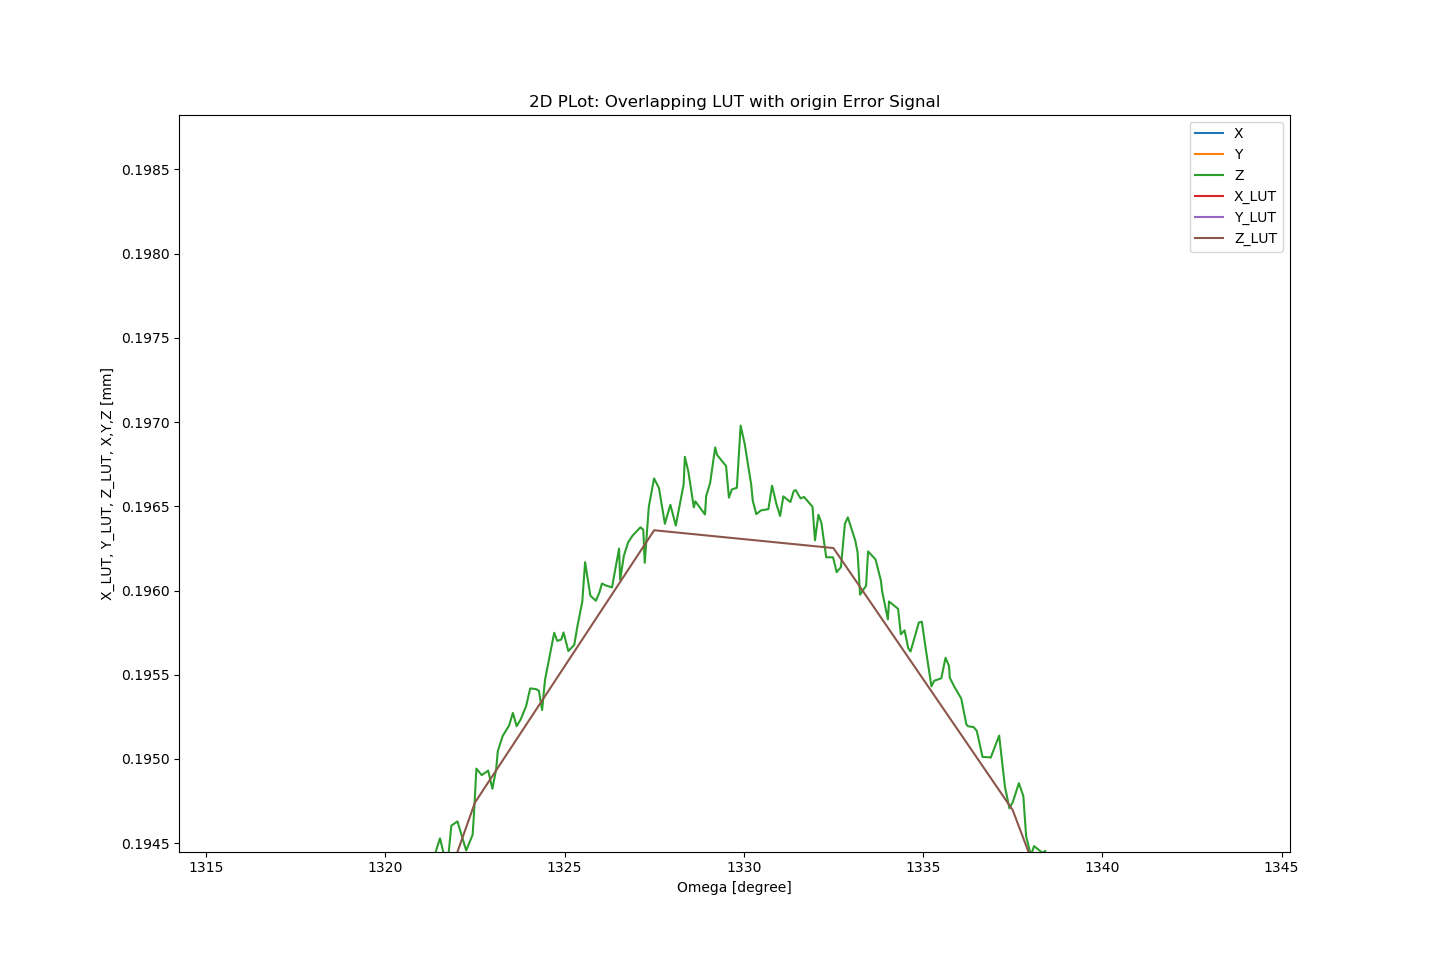 2D PLot: Overlapping LUT with origin Error Signal
X
Y
Z
X_LUT
Y_LUT
Z_LUT
X_LUT, Y_LUT, Z_LUT, X,Y,Z [mm]
0.1985
0.1980
0.1975
0.1970
0.1965
0.1960
0.1955
0.1950
0.1945
1315 1320 1325 1330 1335 1340 1345
Omega [degree]